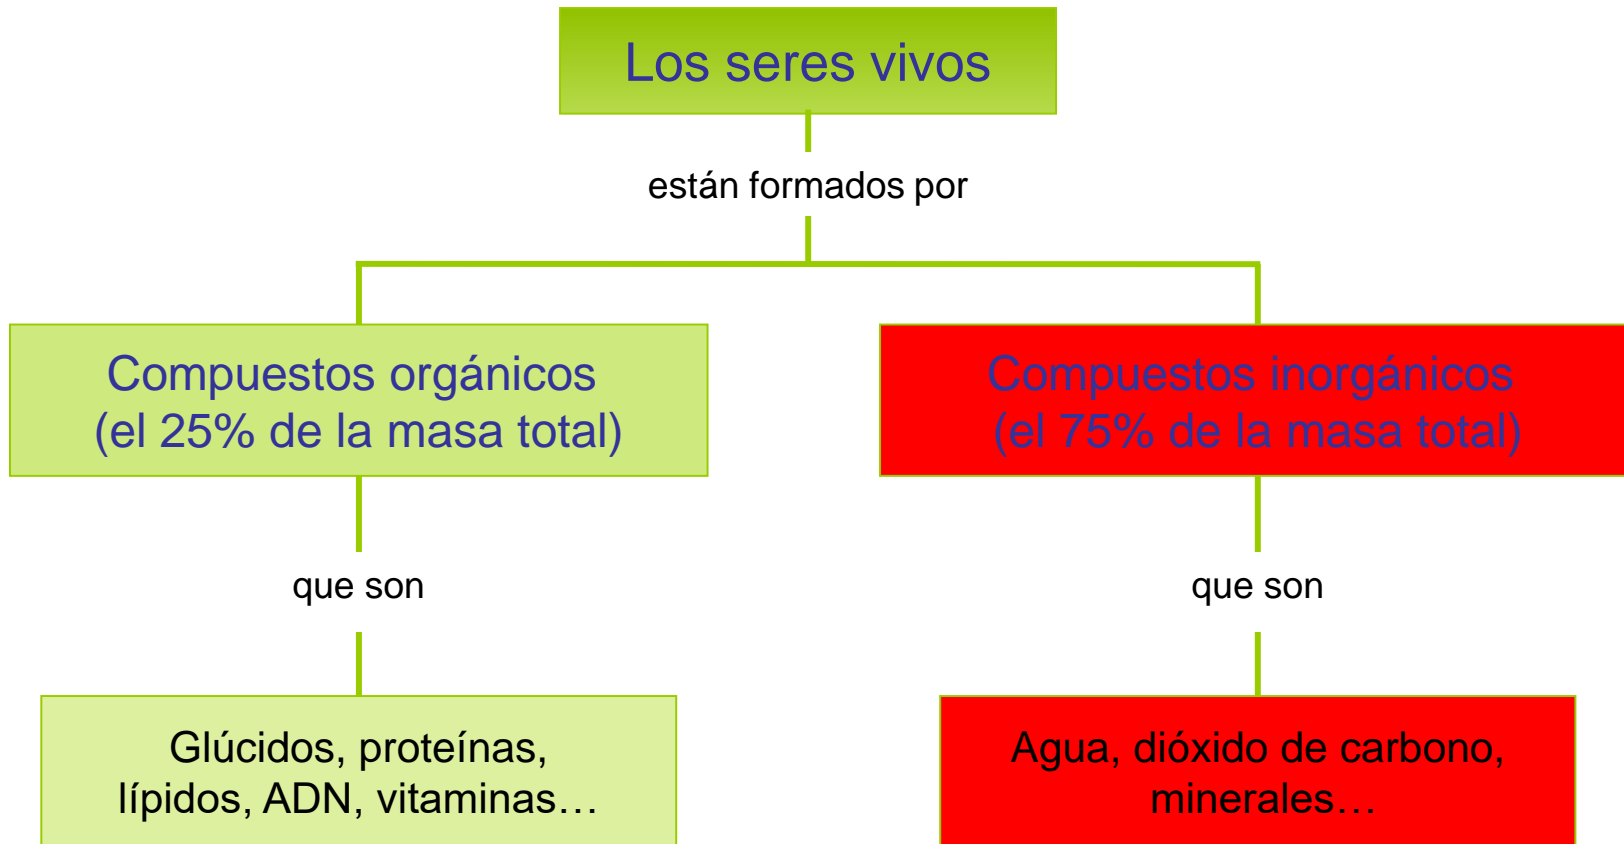 Los seres vivos
están formados por
Compuestos orgánicos
(el 25% de la masa total)
Compuestos inorgánicos
(el 75% de la masa total)
que son
que son
Glúcidos, proteínas,
lípidos, ADN, vitaminas…
Agua, dióxido de carbono,
minerales…